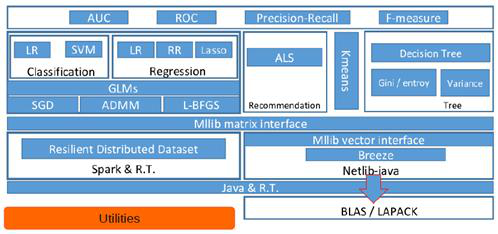 AUC ROC Precision-Recall F-measure
LR SVM
Classification
LR RR Lasso
Regression
GLMs
SGD ADMM L-BFGS
ALS
Recommendation
Kmeans
Decision Tree
Gini / entroy Variance
Tree
Mllib matrix interface
Resilient Distributed Dataset
Spark & R.T.
Mllib vector interface
Breeze
Netlib-java
Java & R.T.
Utilities
BLAS / LAPACK